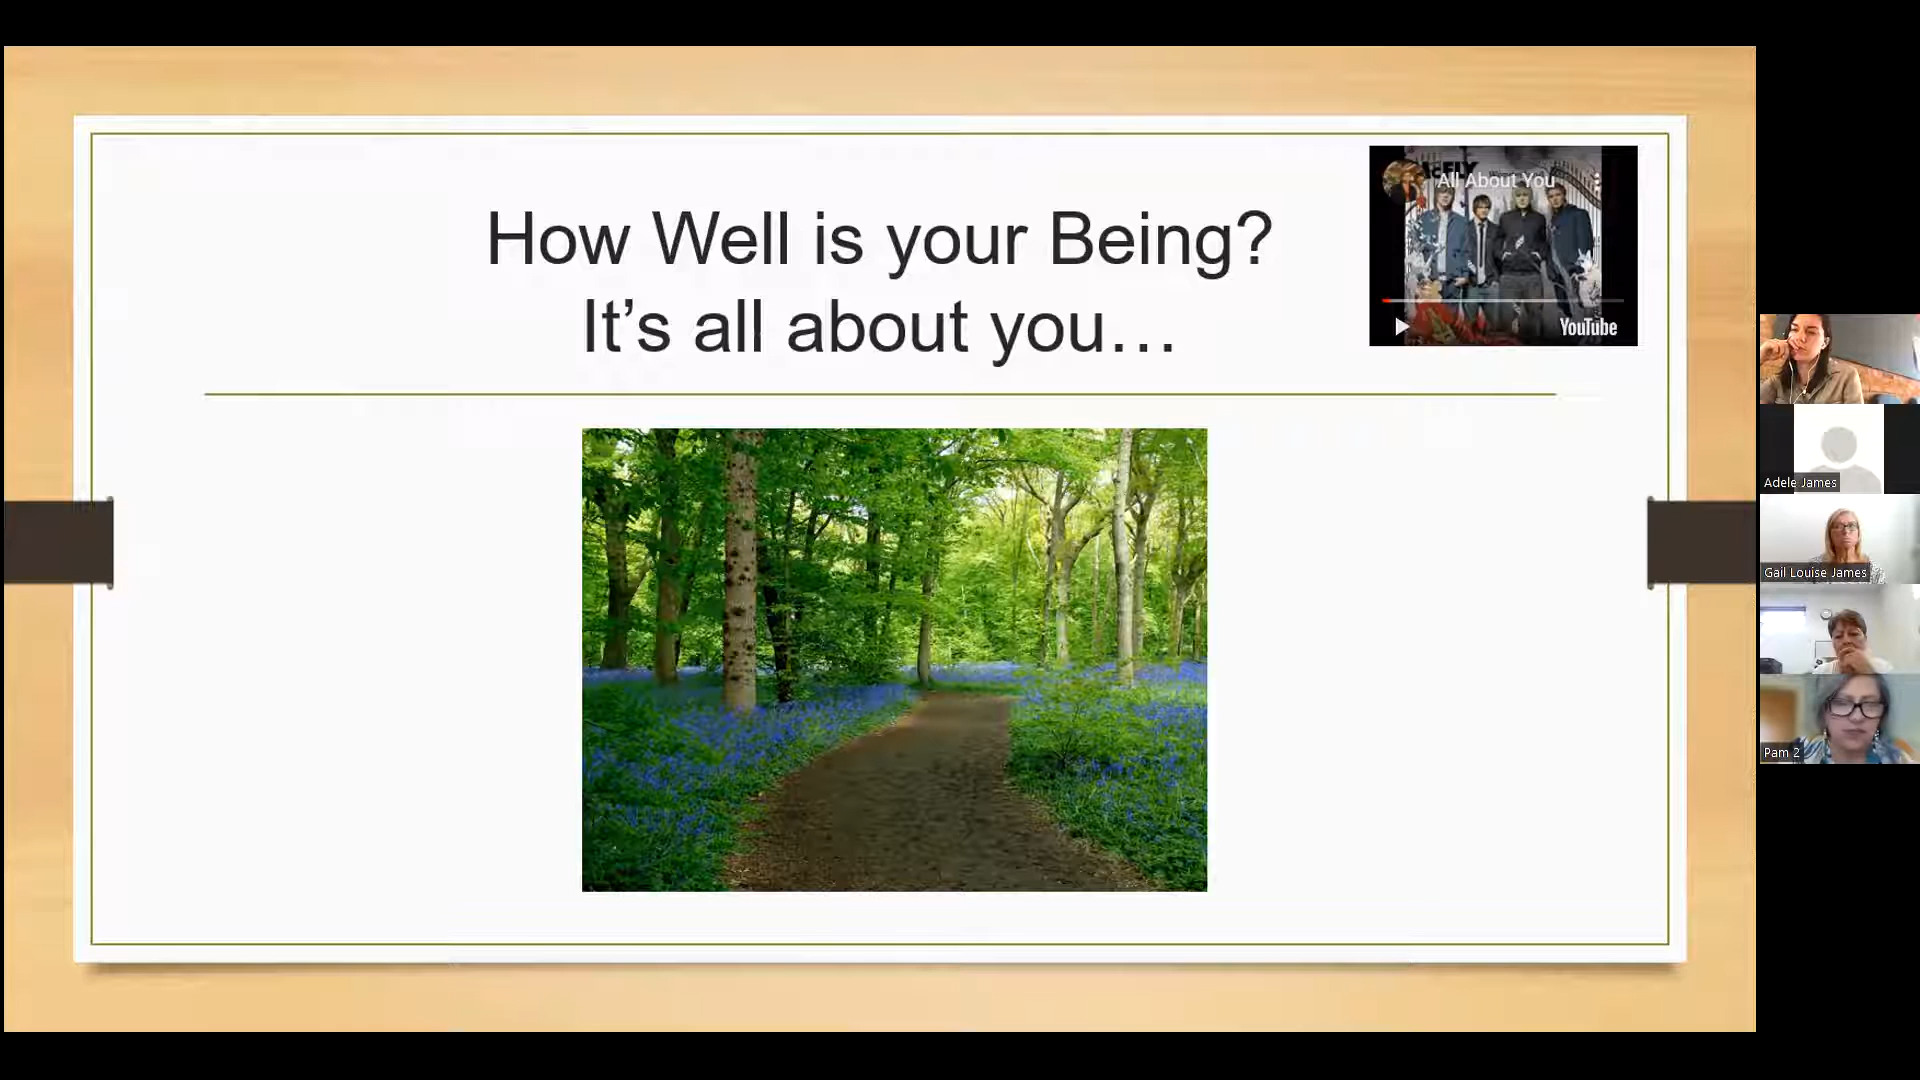 How Well is your Being?
It’s all about you…
McFLY
All About You
YouTube
Adele James
Gail Louise James
Pam 2